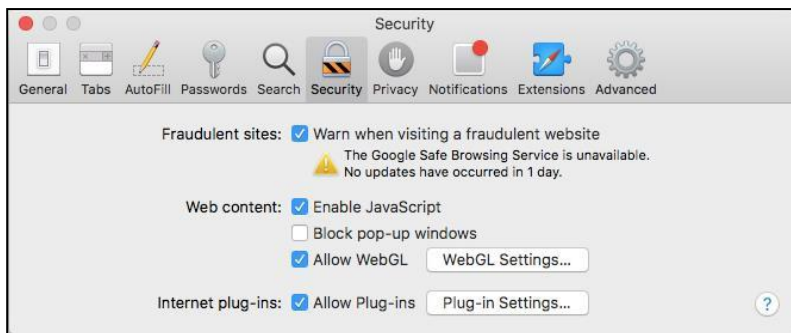 Security
General Tabs AutoFill Passwords Search Security Privacy Notifications Extensions Advanced
Fraudulent sites: Warn when visiting a fraudulent website
The Google Safe Browsing Service is unavailable.
No updates have occurred in 1 day.
Web content: Enable JavaScript
Block pop-up windows
Allow WebGL WebGL Settings...
Internet plug-ins: Allow Plug-ins Plug-in Settings...
?